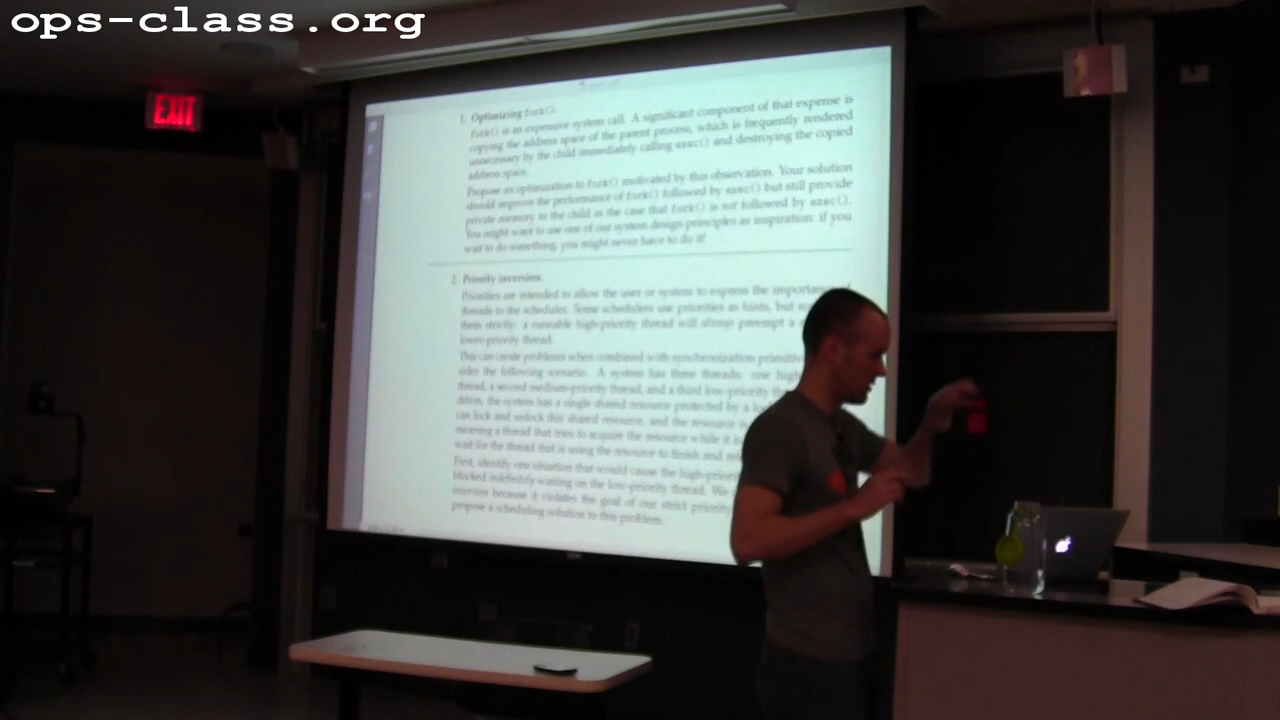 ops-class.org
EXIT
1. Optimizing fork().
fork() is an expensive system call. A significant component of that expense is
copying the address space of the parent process, which is frequently rendered
unnecessary by the child immediately calling exec() and destroying the copied
address space.
Propose an optimization to fork() motivated by this observation. Your solution
should improve the performance of fork() followed by exec() but still provide
private memory to the child in the case that fork() is not followed by exec().
You might want to use one of our system design principles as inspiration: if you
wait to do something, you might never have to do it!
2. Priority inversion.
Priorities are intended to allow the user or system to express the importance of
threads to the scheduler. Some schedulers use priorities as hints, but
them strictly: a runnable high-priority thread will always preempt a
lower-priority thread.
This can create problems when combined with synchronization
sider the following scenario. A system has three threads: one
thread, a second medium-priority thread, and a third low-priority
dition, the system has a single shared resource protected by a
can lock and unlock this shared resource, and the resource
meaning a thread that tries to acquire the resource while it
wait for the thread that is using the resource to finish and
First, identify one situation that would cause the
blocked indefinitely waiting on the low-priority thread. We
inversion because it violates the goal of our strict
propose a scheduling solution to this problem.